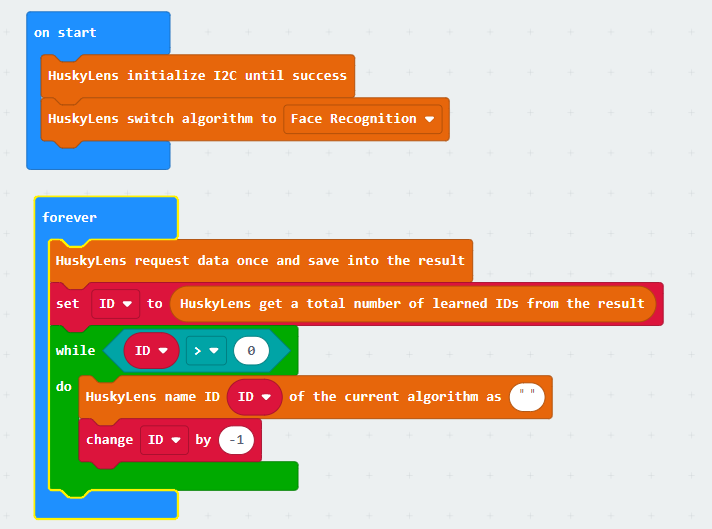 on start
HuskyLens initialize I2C until success
HuskyLens switch algorithm to Face Recognition
forever
HuskyLens request data once and save into the result
set ID to HuskyLens get a total number of learned IDs from the result
while ID > 0
do HuskyLens name ID ID of the current algorithm as " "
change ID by -1